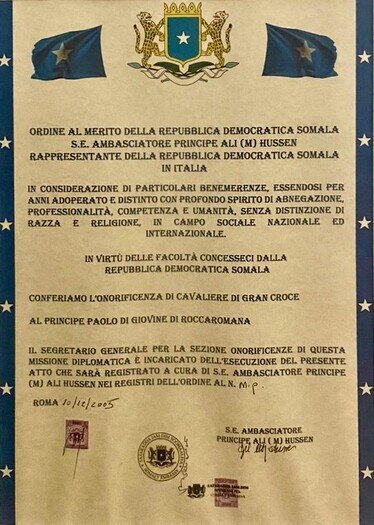 ORDINE AL MERITO DELLA REPUBBLICA DEMOCRATICA SOMALA
S.E. AMBASCIATORE PRINCIPE ALI (M) HUSSEN
RAPPRESENTANTE DELLA REPUBBLICA DEMOCRATICA SOMALA
IN ITALIA
IN CONSIDERAZIONE DI PARTICOLARI BENEMERENZE, ESSENDOSI PER
ANNI ADOPERATO E DISTINTO CON PROFONDO SPIRITO DI ABNEGAZIONE,
PROFESSIONALITÀ, COMPETENZA E UMANITÀ, SENZA DISTINZIONE DI
RAZZA E RELIGIONE, IN CAMPO SOCIALE NAZIONALE ED
INTERNAZIONALE.
IN VIRTÙ DELLE FACOLTÀ CONCESSECI DALLA
REPUBBLICA DEMOCRATICA SOMALA
CONFERIAMO L'ONORIFICENZA DI CAVALIERE DI GRAN CROCE
AL PRINCIPE PAOLO DI GIOVINE DI ROCCAROMANA
IL SEGRETARIO GENERALE PER LA SEZIONE ONORIFICENZE DI QUESTA
MISSIONE DIPLOMATICA È INCARICATO DELL'ESECUZIONE DEL PRESENTE
ATTO CHE SARÀ REGISTRATO A CURA DI S.E. AMBASCIATORE PRINCIPE
(M) ALI HUSSEN NEI REGISTRI DELL'ORDINE AL N. M.P.
ROMA 10/12/2005
S.E. AMBASCIATORE
PRINCIPE ALI (M) HUSSEN